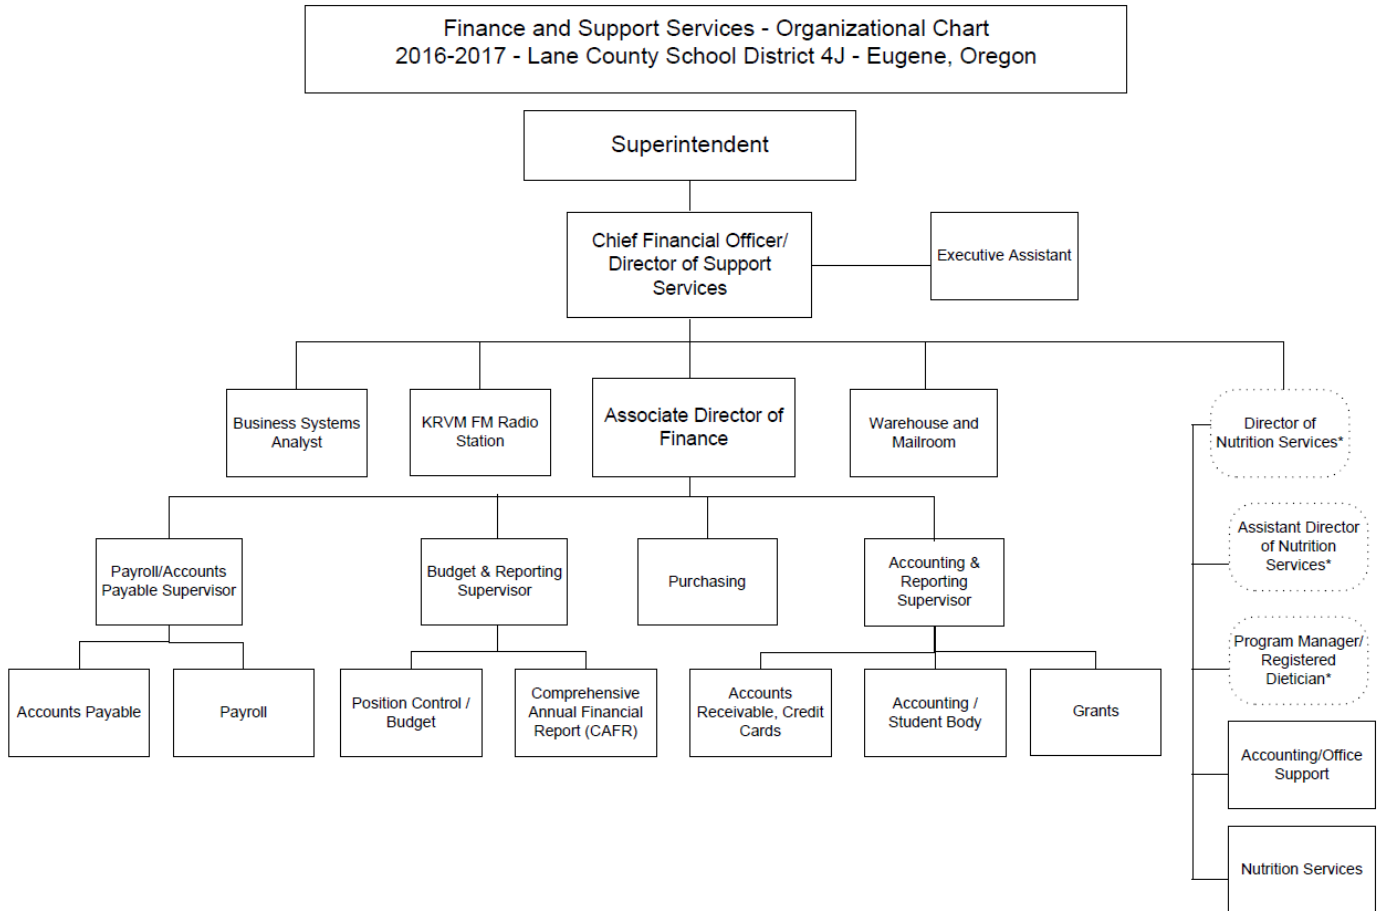 Finance and Support Services - Organizational Chart
2016-2017 - Lane County School District 4J - Eugene, Oregon
Superintendent
Chief Financial Officer/
Director of Support
Services
Executive Assistant
Business Systems
Analyst
KRVM FM Radio
Station
Associate Director of
Finance
Warehouse and
Mailroom
Director of
Nutrition Services*
Assistant Director
of Nutrition
Services*
Program Manager/
Registered
Dietician*
Accounting/Office
Support
Nutrition Services
Payroll/Accounts
Payable Supervisor
Budget & Reporting
Supervisor
Purchasing
Accounting &
Reporting
Supervisor
Accounts Payable
Payroll
Position Control /
Budget
Comprehensive
Annual Financial
Report (CAFR)
Accounts
Receivable, Credit
Cards
Accounting /
Student Body
Grants